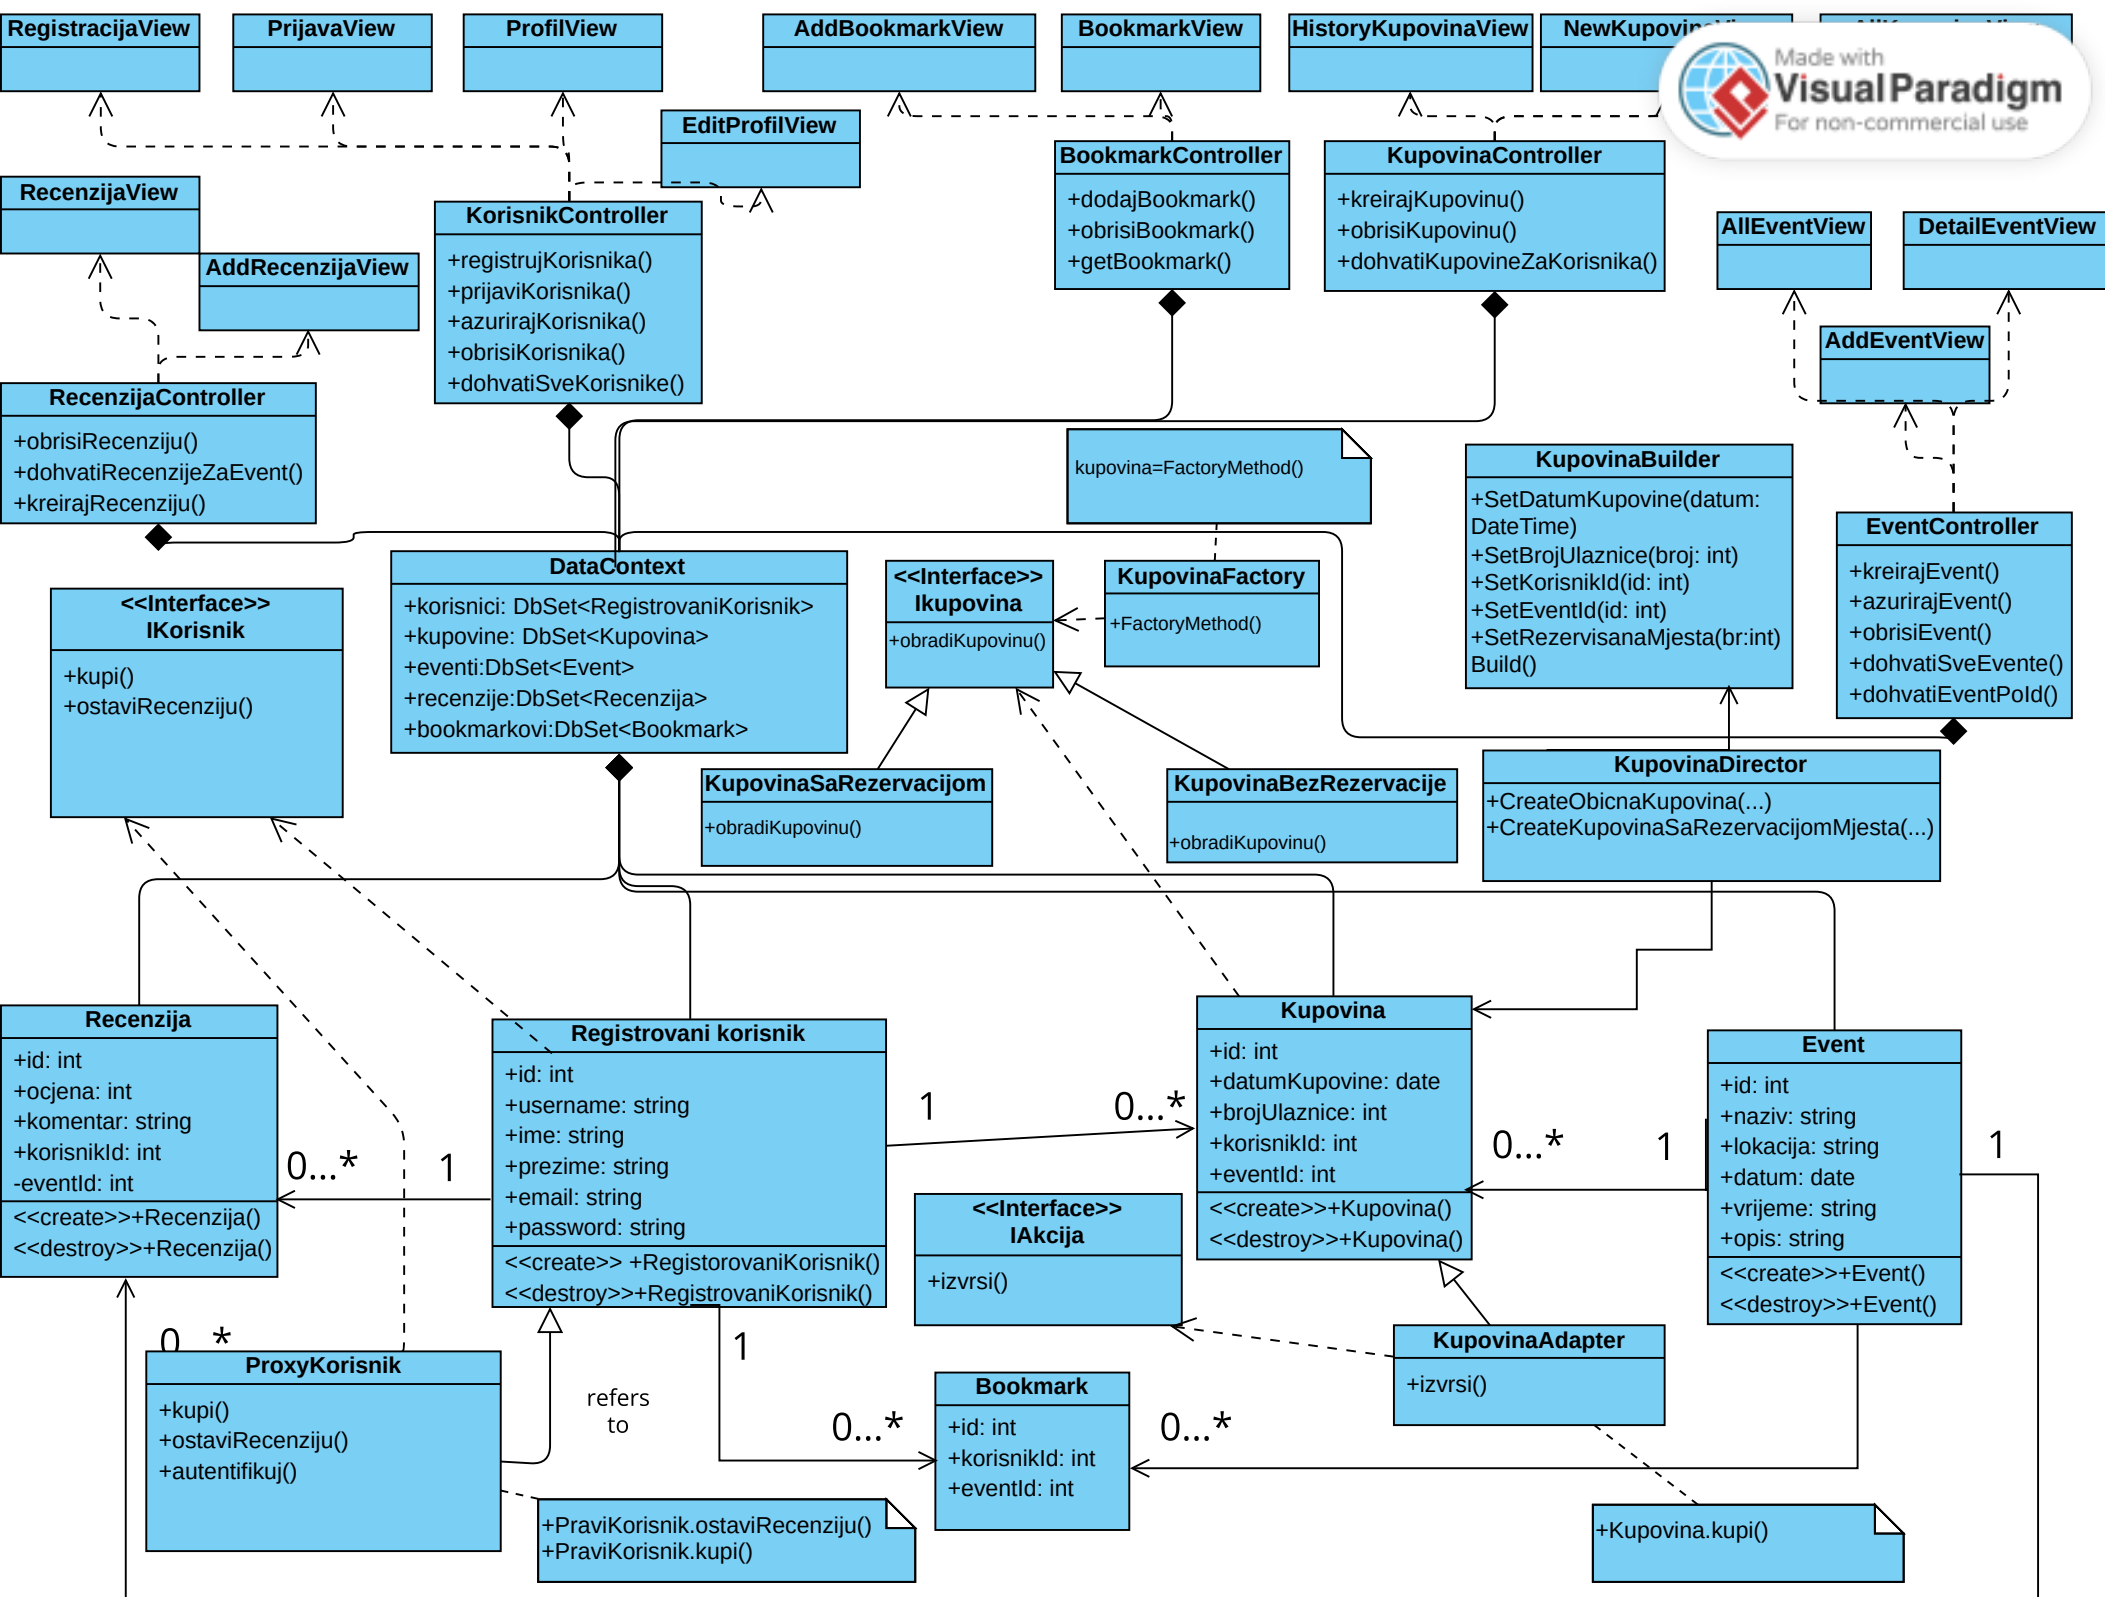 RegistracijaView
PrijavaView
ProfilView
AddBookmarkView
BookmarkView
HistoryKupovinaView
Made with
VisualParadigm
For non-commercial use
EditProfilView
RecenzijaView
AddRecenzijaView
KorisnikController
+registrujKorisnika()
+prijaviKorisnika()
+azurirajKorisnika()
+obrisiKorisnika()
+dohvatiSveKorisnike()
BookmarkController
+dodajBookmark()
+obrisiBookmark()
+getBookmark()
KupovinaController
+kreirajKupovinu()
+obrisiKupovinu()
+dohvatiKupovineZaKorisnika()
AllEventView
DetailEventView
AddEventView
RecenzijaController
+obrisiRecenziju()
+dohvatiRecenzijeZaEvent()
+kreirajRecenziju()
kupovina=FactoryMethod()
KupovinaBuilder
+SetDatumKupovine(datum:
DateTime)
+SetBrojUlaznice(broj: int)
+SetKorisnikId(id: int)
+SetEventId(id: int)
+SetRezervisanaMjesta(br:int)
Build()
EventController
+kreirajEvent()
+azurirajEvent()
+obrisiEvent()
+dohvatiSveEvente()
+dohvatiEventPoId()
<<Interface>>
IKorisnik
+kupi()
+ostaviRecenziju()
DataContext
+korisnici: DbSet<RegistrovaniKorisnik>
+kupovine: DbSet<Kupovina>
+eventi:DbSet<Event>
+recenzije:DbSet<Recenzija>
+bookmarkovi:DbSet<Bookmark>
<<Interface>>
Ikupovina
+obradiKupovinu()
KupovinaFactory
+FactoryMethod()
KupovinaSaRezervacijom
+obradiKupovinu()
KupovinaBezRezervacije
+obradiKupovinu()
KupovinaDirector
+CreateObicnaKupovina(...)
+CreateKupovinaSaRezervacijomMjesta(...)
Recenzija
+id: int
+ocjena: int
+komentar: string
+korisnikId: int
-eventId: int
<<create>>+Recenzija()
<<destroy>>+Recenzija()
0...*
1
Registrovani korisnik
+id: int
+username: string
+ime: string
+prezime: string
+email: string
+password: string
<<create>> +RegistorovaniKorisnik()
<<destroy>>+RegistrovaniKorisnik()
1
0...*
Kupovina
+id: int
+datumKupovine: date
+brojUlaznice: int
+korisnikId: int
+eventId: int
<<create>>+Kupovina()
<<destroy>>+Kupovina()
0...*
1
Event
+id: int
+naziv: string
+lokacija: string
+datum: date
+vrijeme: string
+opis: string
<<create>>+Event()
<<destroy>>+Event()
1
<<Interface>>
IAkcija
+izvrsi()
KupovinaAdapter
+izvrsi()
ProxyKorisnik
+kupi()
+ostaviRecenziju()
+autentifikuj()
refers
to
1
0...*
Bookmark
+id: int
+korisnikId: int
+eventId: int
0...*
+PraviKorisnik.ostaviRecenziju()
+PraviKorisnik.kupi()
+Kupovina.kupi()